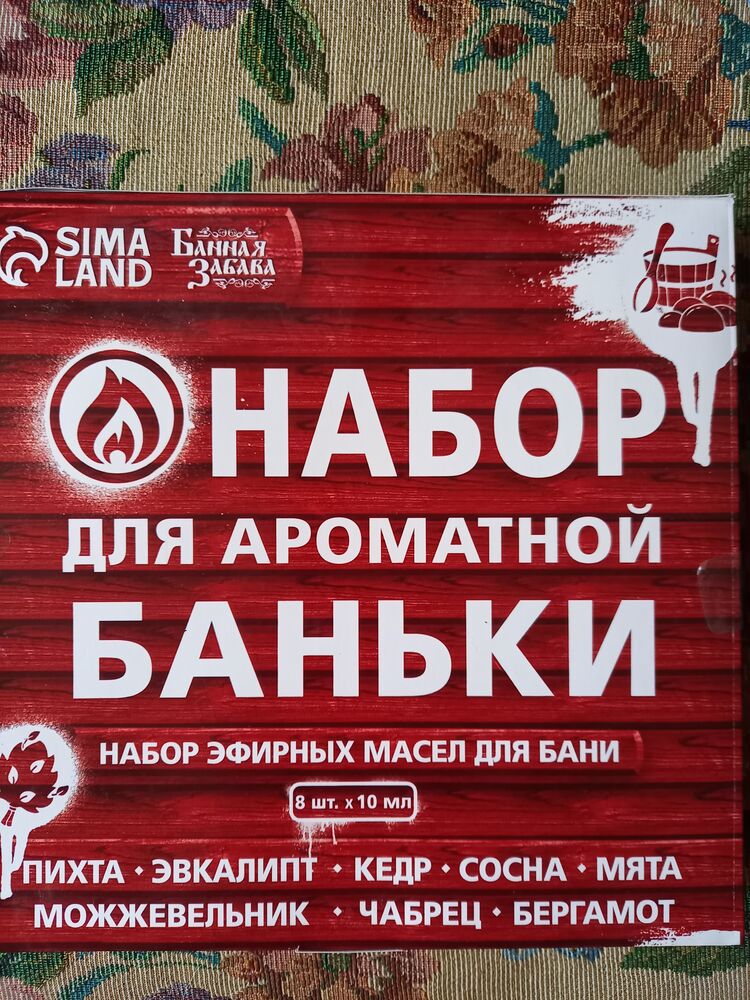 SIMA LAND
Банная Забава
НАБОР
ДЛЯ АРОМАТНОЙ
БАНЬКИ
НАБОР ЭФИРНЫХ МАСЕЛ ДЛЯ БАНИ
8 шт. х 10 мл
ПИХТА • ЭВКАЛИПТ • КЕДР • СОСНА • МЯТА
МОЖЖЕВЕЛЬНИК • ЧАБРЕЦ • БЕРГАМОТ